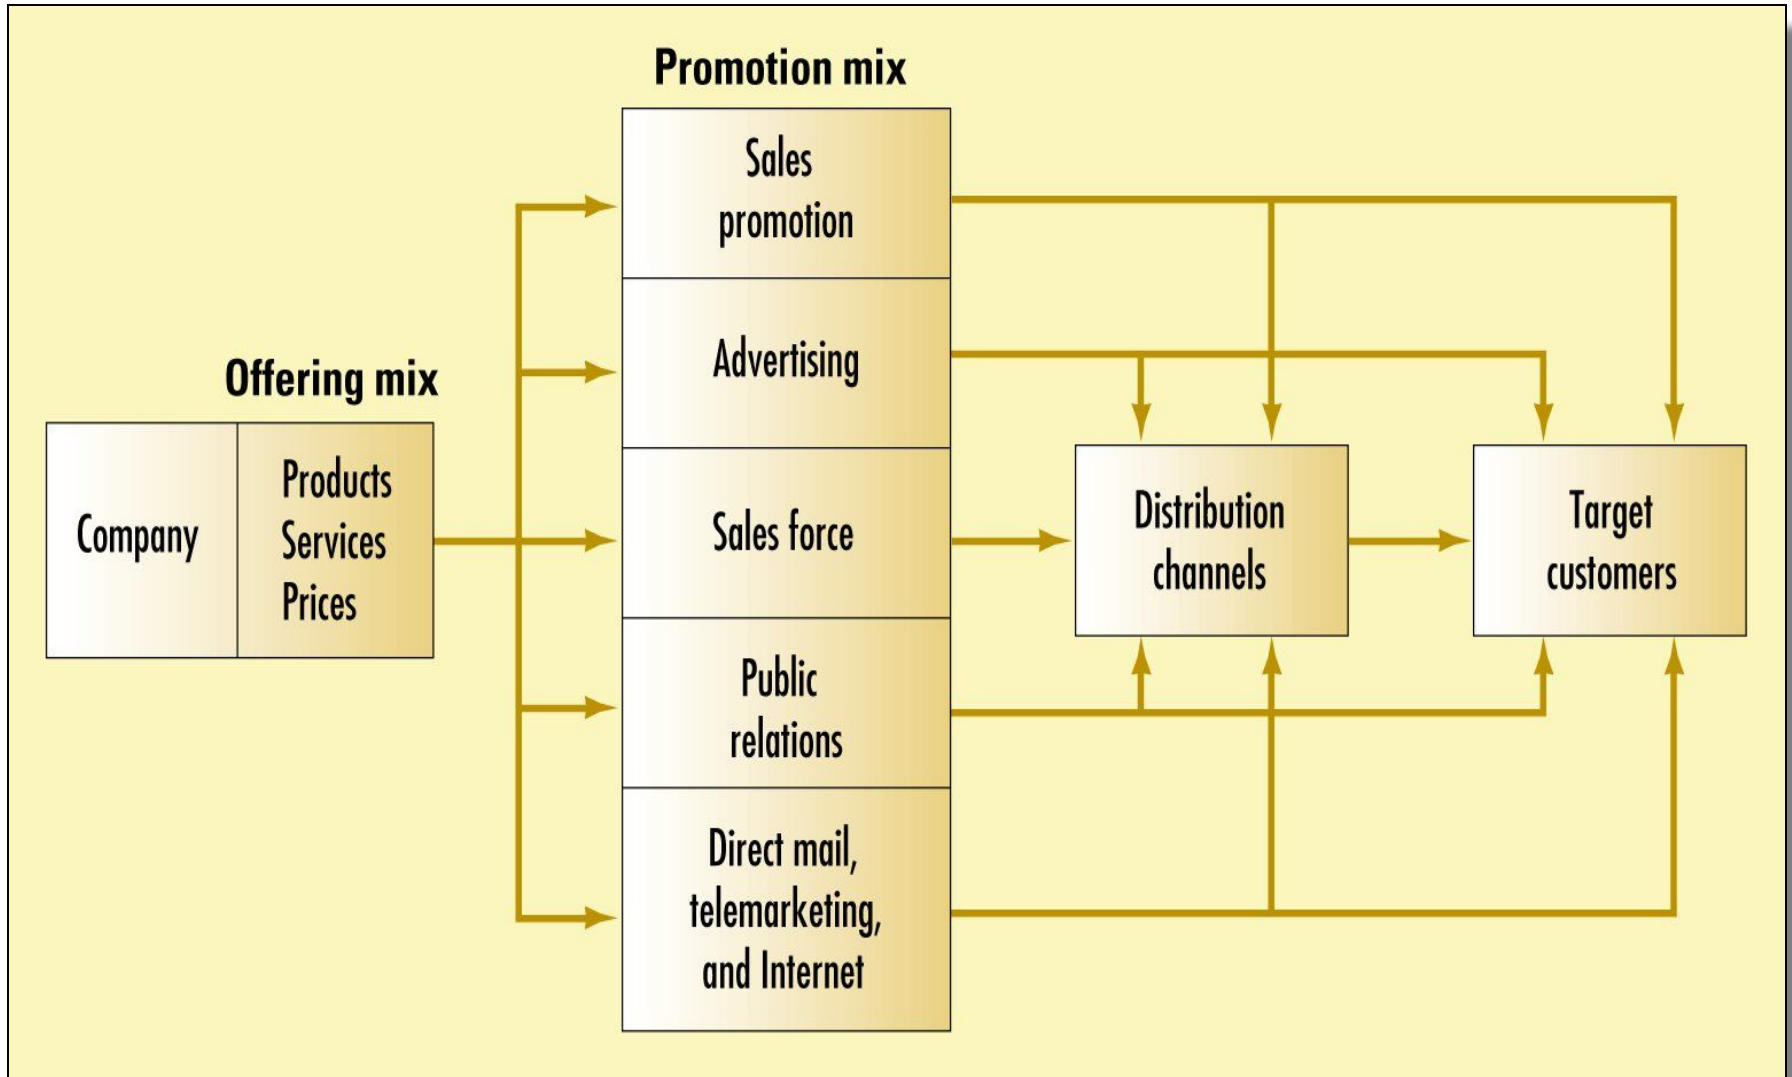 Promotion mix
Sales
promotion
Advertising
Offering mix
Company
Products
Services
Prices
Sales force
Distribution
channels
Target
customers
Public
relations
Direct mail,
telemarketing,
and Internet